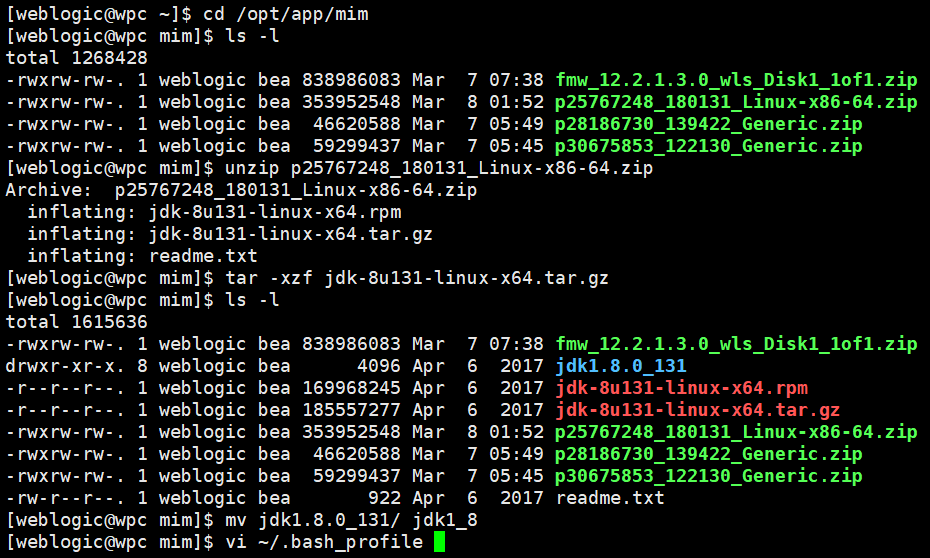 [weblogic@wpc ~]$ cd /opt/app/mim
[weblogic@wpc mim]$ ls -l
total 1268428
-rwxrw-rw-. 1 weblogic bea 838986083 Mar  7 07:38 fmw_12.2.1.3.0_wls_Disk1_1of1.zip
-rwxrw-rw-. 1 weblogic bea 353952548 Mar  8 01:52 p25767248_180131_Linux-x86-64.zip
-rwxrw-rw-. 1 weblogic bea  46620588 Mar  7 05:49 p28186730_139422_Generic.zip
-rwxrw-rw-. 1 weblogic bea  59299437 Mar  7 05:45 p30675853_122130_Generic.zip
[weblogic@wpc mim]$ unzip p25767248_180131_Linux-x86-64.zip
Archive:  p25767248_180131_Linux-x86-64.zip
  inflating: jdk-8u131-linux-x64.rpm
  inflating: jdk-8u131-linux-x64.tar.gz
  inflating: readme.txt
[weblogic@wpc mim]$ tar -xzf jdk-8u131-linux-x64.tar.gz
[weblogic@wpc mim]$ ls -l
total 1615636
-rwxrw-rw-. 1 weblogic bea 838986083 Mar  7 07:38 fmw_12.2.1.3.0_wls_Disk1_1of1.zip
drwxr-xr-x. 8 weblogic bea      4096 Apr  6  2017 jdk1.8.0_131
-r--r--r--. 1 weblogic bea 169968245 Apr  6  2017 jdk-8u131-linux-x64.rpm
-r--r--r--. 1 weblogic bea 185557277 Apr  6  2017 jdk-8u131-linux-x64.tar.gz
-rwxrw-rw-. 1 weblogic bea 353952548 Mar  8 01:52 p25767248_180131_Linux-x86-64.zip
-rwxrw-rw-. 1 weblogic bea  46620588 Mar  7 05:49 p28186730_139422_Generic.zip
-rwxrw-rw-. 1 weblogic bea  59299437 Mar  7 05:45 p30675853_122130_Generic.zip
-rw-r--r--. 1 weblogic bea       922 Apr  6  2017 readme.txt
[weblogic@wpc mim]$ mv jdk1.8.0_131/ jdk1_8
[weblogic@wpc mim]$ vi ~/.bash_profile